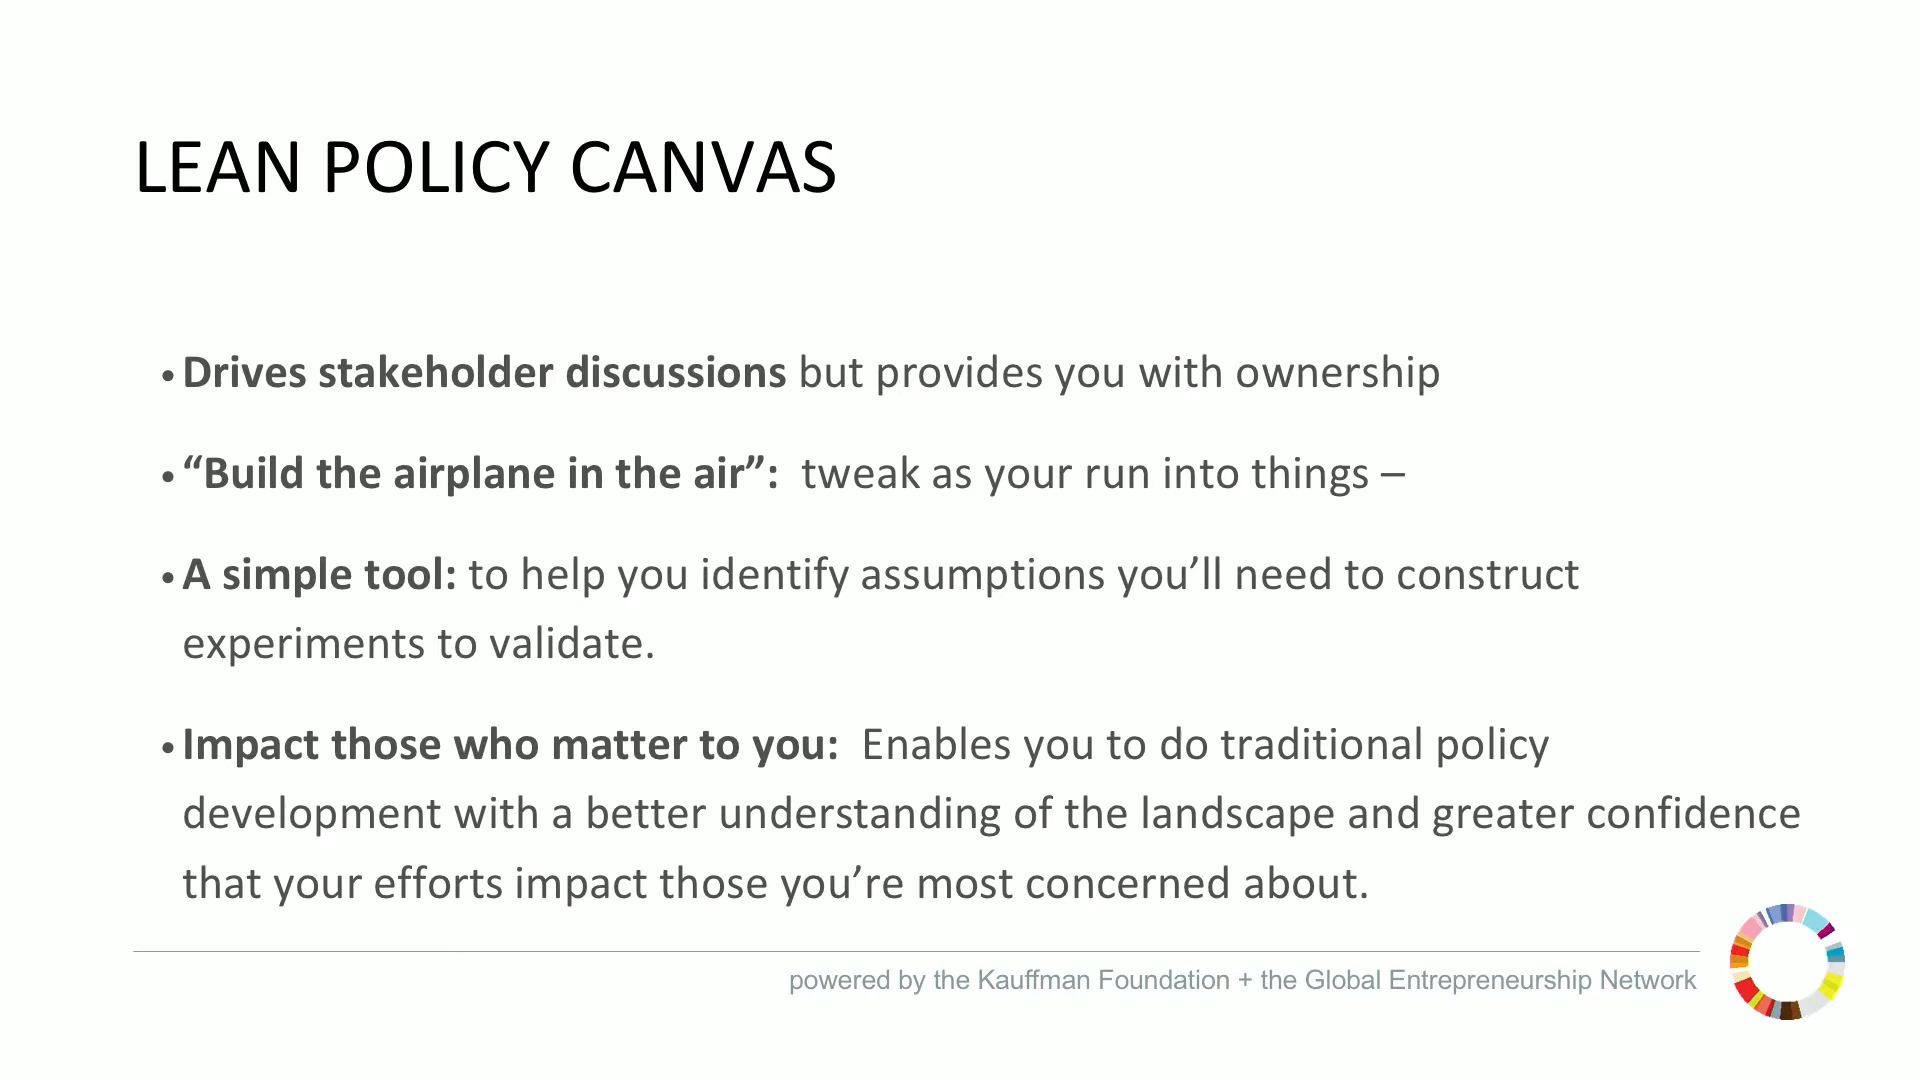 LEAN POLICY CANVAS
• Drives stakeholder discussions but provides you with ownership
• “Build the airplane in the air”:  tweak as your run into things –
• A simple tool: to help you identify assumptions you’ll need to construct
experiments to validate.
• Impact those who matter to you:  Enables you to do traditional policy
development with a better understanding of the landscape and greater confidence
that your efforts impact those you’re most concerned about.
powered by the Kauffman Foundation + the Global Entrepreneurship Network